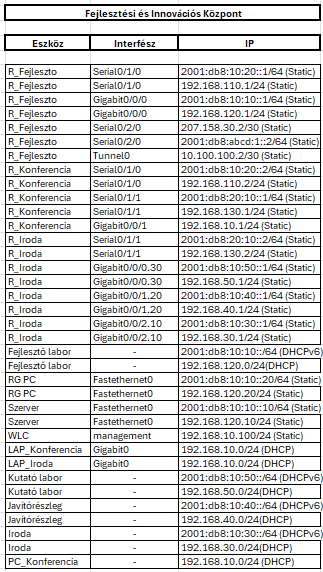 Fejlesztési és Innovációs Központ
Eszköz Interfész IP
R_Fejleszto Serial0/1/0 2001:db8:10:20::1/64 (Static)
R_Fejleszto Serial0/1/0 192.168.110.1/24 (Static)
R_Fejleszto Gigabit0/0/0 2001:db8:10:10::1/64 (Static)
R_Fejleszto Gigabit0/0/0 192.168.120.1/24 (Static)
R_Fejleszto Serial0/2/0 207.158.30.2/30 (Static)
R_Fejleszto Serial0/2/0 2001:db8:abcd:1::2/64 (Static)
R_Fejleszto Tunnel0 10.100.100.2/30 (Static)
R_Konferencia Serial0/1/0 2001:db8:10:20::2/64 (Static)
R_Konferencia Serial0/1/0 192.168.110.2/24 (Static)
R_Konferencia Serial0/1/1 2001:db8:20:10::1/64 (Static)
R_Konferencia Serial0/1/1 192.168.130.1/24 (Static)
R_Konferencia Gigabit0/0/1 192.168.10.1/24 (Static)
R_Iroda Serial0/1/1 2001:db8:20:10::2/64 (Static)
R_Iroda Serial0/1/1 192.168.130.2/24 (Static)
R_Iroda Gigabit0/0/0.30 2001:db8:10:50::1/64 (Static)
R_Iroda Gigabit0/0/0.30 192.168.50.1/24 (Static)
R_Iroda Gigabit0/0/1.20 2001:db8:10:40::1/64 (Static)
R_Iroda Gigabit0/0/1.20 192.168.40.1/24 (Static)
R_Iroda Gigabit0/0/2.10 2001:db8:10:30::1/64 (Static)
R_Iroda Gigabit0/0/2.10 192.168.30.1/24 (Static)
Fejlesztő labor - 2001:db8:10:10::/64 (DHCPv6)
Fejlesztő labor - 192.168.120.0/24(DHCP)
RG PC Fastethernet0 2001:db8:10:10::20/64 (Static)
RG PC Fastethernet0 192.168.120.20/24 (Static)
Szerver Fastethernet0 2001:db8:10:10::10/64 (Static)
Szerver Fastethernet0 192.168.120.10/24 (Static)
WLC management 192.168.10.100/24 (Static)
LAP_Konferencia Gigabit0 192.168.10.0/24 (DHCP)
LAP_Iroda Gigabit0 192.168.10.0/24 (DHCP)
Kutató labor - 2001:db8:10:50::/64 (DHCPv6)
Kutató labor - 192.168.50.0/24(DHCP)
Javítórészleg - 2001:db8:10:40::/64 (DHCPv6)
Javítórészleg - 192.168.40.0/24(DHCP)
Iroda - 2001:db8:10:30::/64 (DHCPv6)
Iroda - 192.168.30.0/24(DHCP)
PC_Konferencia - 192.168.10.0/24 (DHCP)